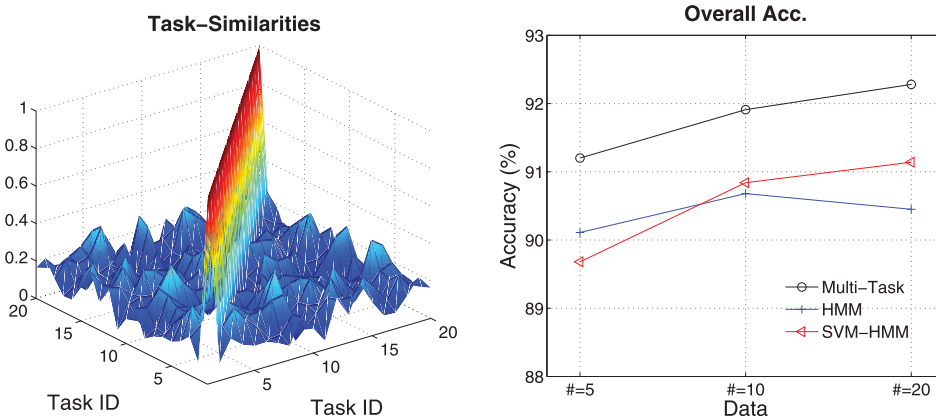 Task−Similarities
1
0.8
0.6
0.4
0.2
0
20
15
10
5
Task ID
5
10
15
20
Task ID
Overall Acc.
93
92
91
90
89
88
Accuracy (%)
Multi−Task
HMM
SVM−HMM
#=5
#=10
#=20
Data